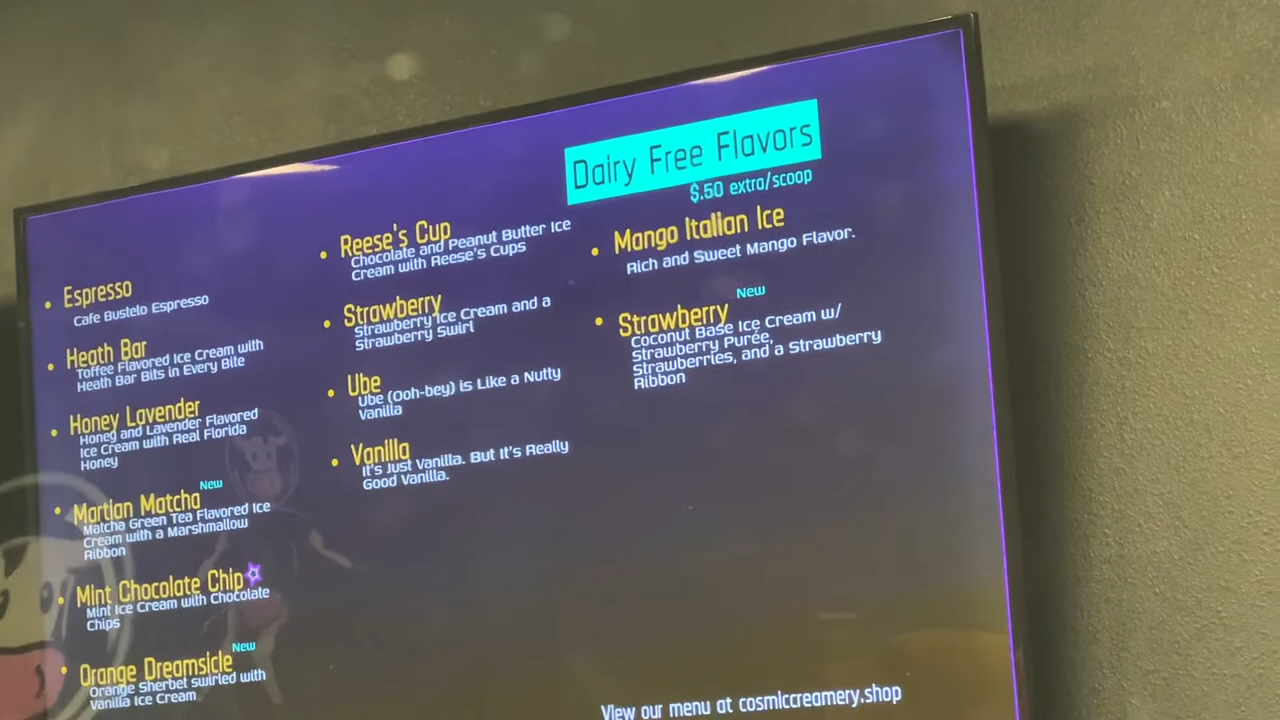 Espresso
Cafe Bustelo Espresso
Heath Bar
Toffee Flavored Ice Cream with
Heath Bar Bits in Every Bite
Honey Lavender
Honey and Lavender Flavored
Ice Cream with Real Florida
Honey
Martian Matcha New
Matcha Green Tea Flavored Ice
Cream with a Marshmallow
Ribbon
Mint Chocolate Chip
Mint Ice Cream with Chocolate
Chips
Orange Dreamsicle New
Orange Sherbet swirled with
Vanilla Ice Cream
Reese's Cup
Chocolate and Peanut Butter Ice
Cream with Reese's Cups
Strawberry
Strawberry Ice Cream and a
Strawberry Swirl
Ube
Ube (Ooh-bey) is Like a Nutty
Vanilla
Vanilla
It's Just Vanilla. But It's Really
Good Vanilla.
Dairy Free Flavors
$.50 extra/scoop
Mango Italian Ice
Rich and Sweet Mango Flavor.
Strawberry New
Coconut Base Ice Cream w/
Strawberry Purée,
Strawberries, and a Strawberry
Ribbon
View our menu at cosmiccreamery.shop